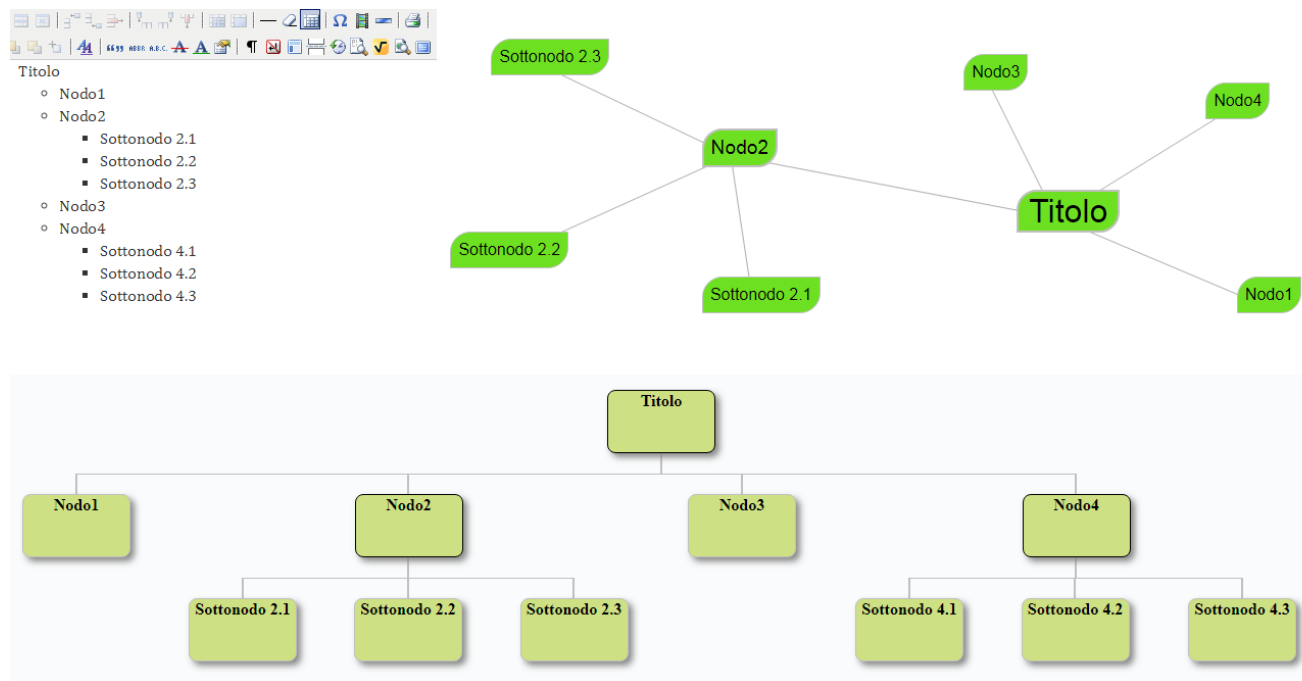 6699 ABBR A.B.C. A A
Titolo
Nodo1
Nodo2
Sottonodo 2.1
Sottonodo 2.2
Sottonodo 2.3
Nodo3
Nodo4
Sottonodo 4.1
Sottonodo 4.2
Sottonodo 4.3
Sottonodo 2.3
Nodo3
Nodo4
Nodo2
Titolo
Sottonodo 2.2
Sottonodo 2.1
Nodo1
Titolo
Nodo1 Nodo2 Nodo3 Nodo4
Sottonodo 2.1 Sottonodo 2.2 Sottonodo 2.3 Sottonodo 4.1 Sottonodo 4.2 Sottonodo 4.3